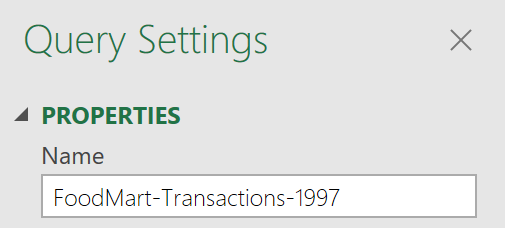 Query Settings
PROPERTIES
Name
FoodMart-Transactions-1997